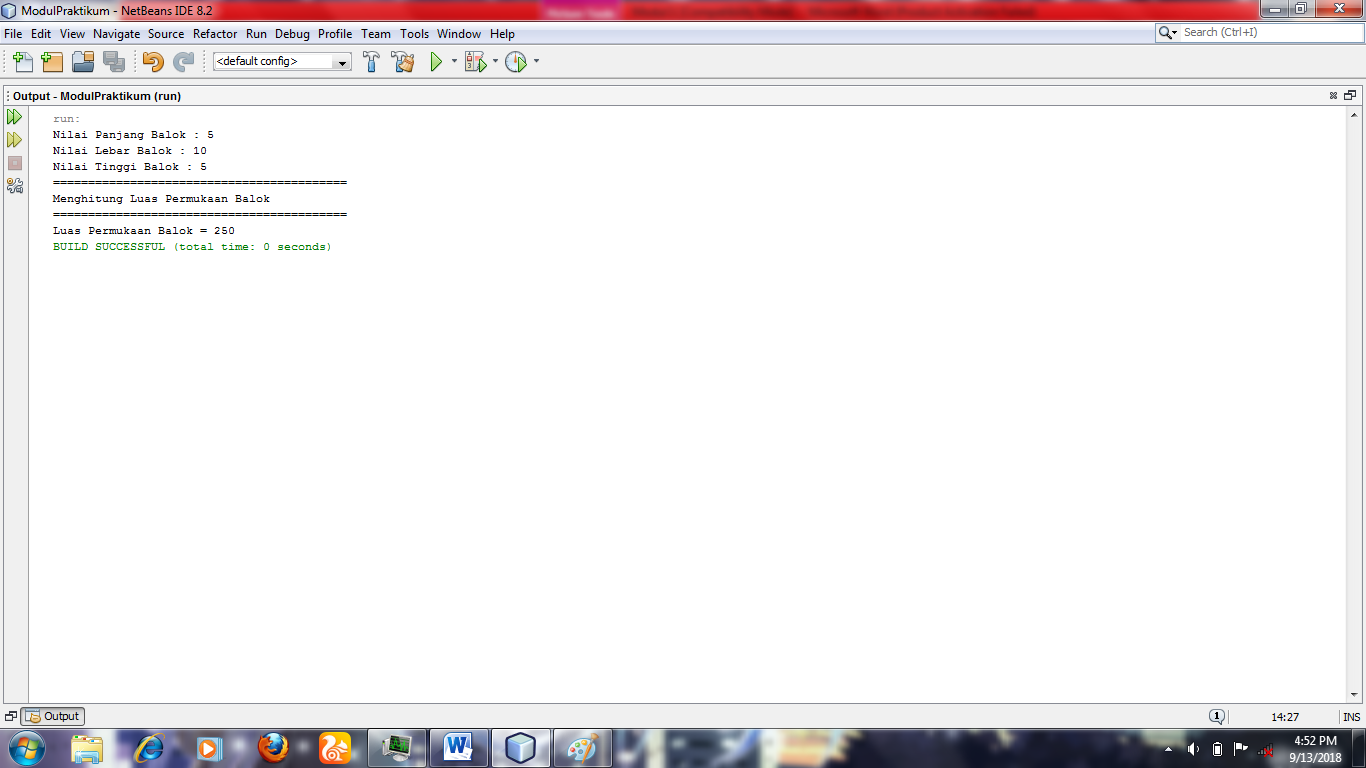 ModulPraktikum - NetBeans IDE 8.2
File Edit View Navigate Source Refactor Run Debug Profile Team Tools Window Help
Search (Ctrl+I)
<default config>
Output - ModulPraktikum (run)
run:
Nilai Panjang Balok : 5
Nilai Lebar Balok : 10
Nilai Tinggi Balok : 5
==========================================
Menghitung Luas Permukaan Balok
==========================================
Luas Permukaan Balok = 250
BUILD SUCCESSFUL (total time: 0 seconds)
Output
1
14:27
INS
4:52 PM
9/13/2018